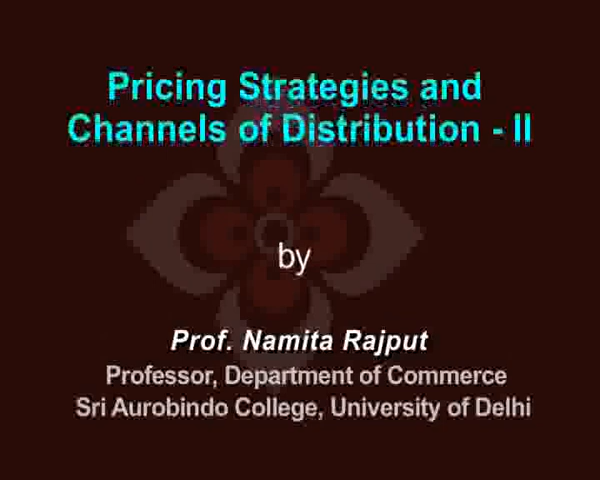 Pricing Strategies and
Channels of Distribution - II
by
Prof. Namita Rajput
Professor, Department of Commerce
Sri Aurobindo College, University of Delhi